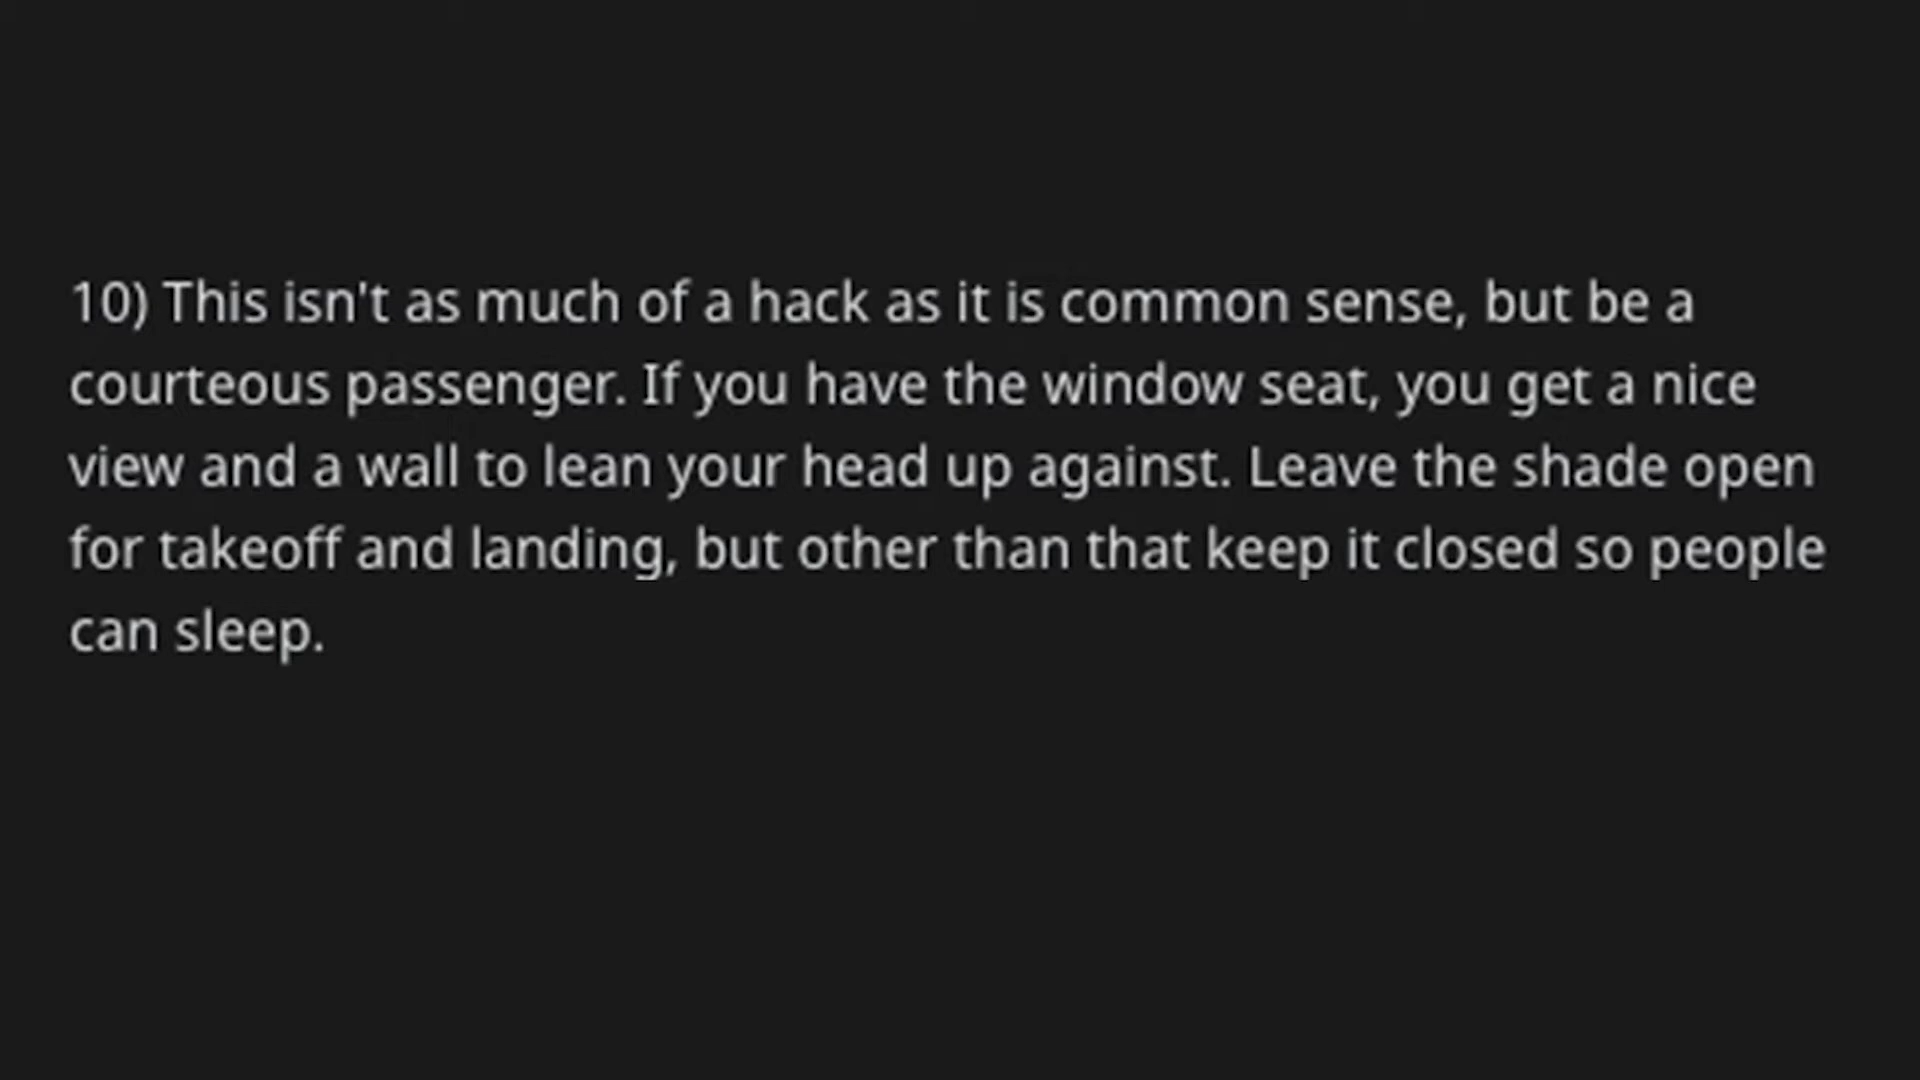 10) This isn't as much of a hack as it is common sense, but be a
courteous passenger. If you have the window seat, you get a nice
view and a wall to lean your head up against. Leave the shade open
for takeoff and landing, but other than that keep it closed so people
can sleep.